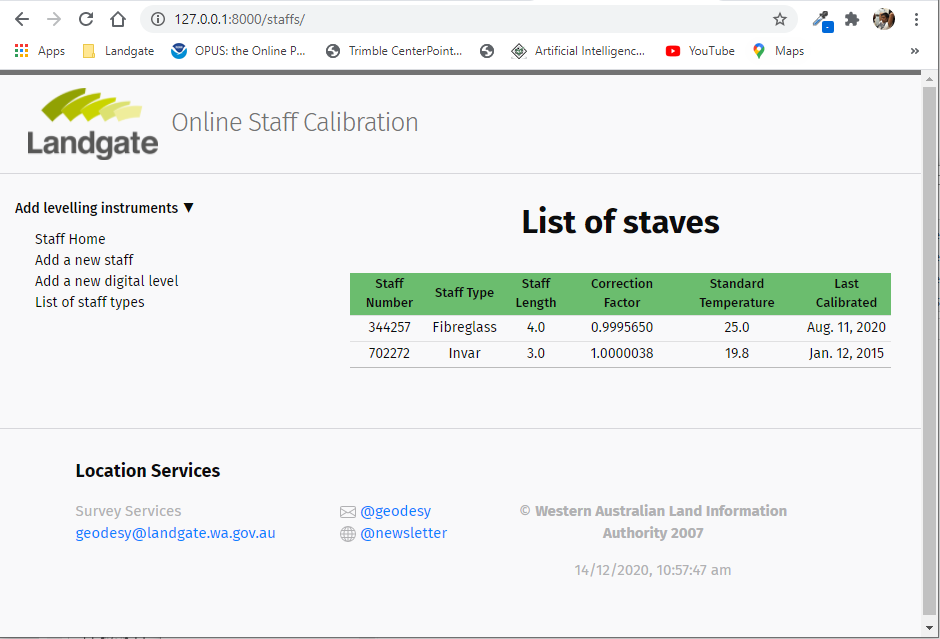 127.0.0.1:8000/staffs/
Apps Landgate OPUS: the Online P... Trimble CenterPoint... Artificial Intelligenc... YouTube Maps »
Landgate Online Staff Calibration
Add levelling instruments ▼
Staff Home
Add a new staff
Add a new digital level
List of staff types
List of staves
Staff Number Staff Type Staff Length Correction Factor Standard Temperature Last Calibrated
344257 Fibreglass 4.0 0.9995650 25.0 Aug. 11, 2020
702272 Invar 3.0 1.0000038 19.8 Jan. 12, 2015
Location Services
Survey Services
geodesy@landgate.wa.gov.au
@geodesy
@newsletter
© Western Australian Land Information
Authority 2007
14/12/2020, 10:57:47 am